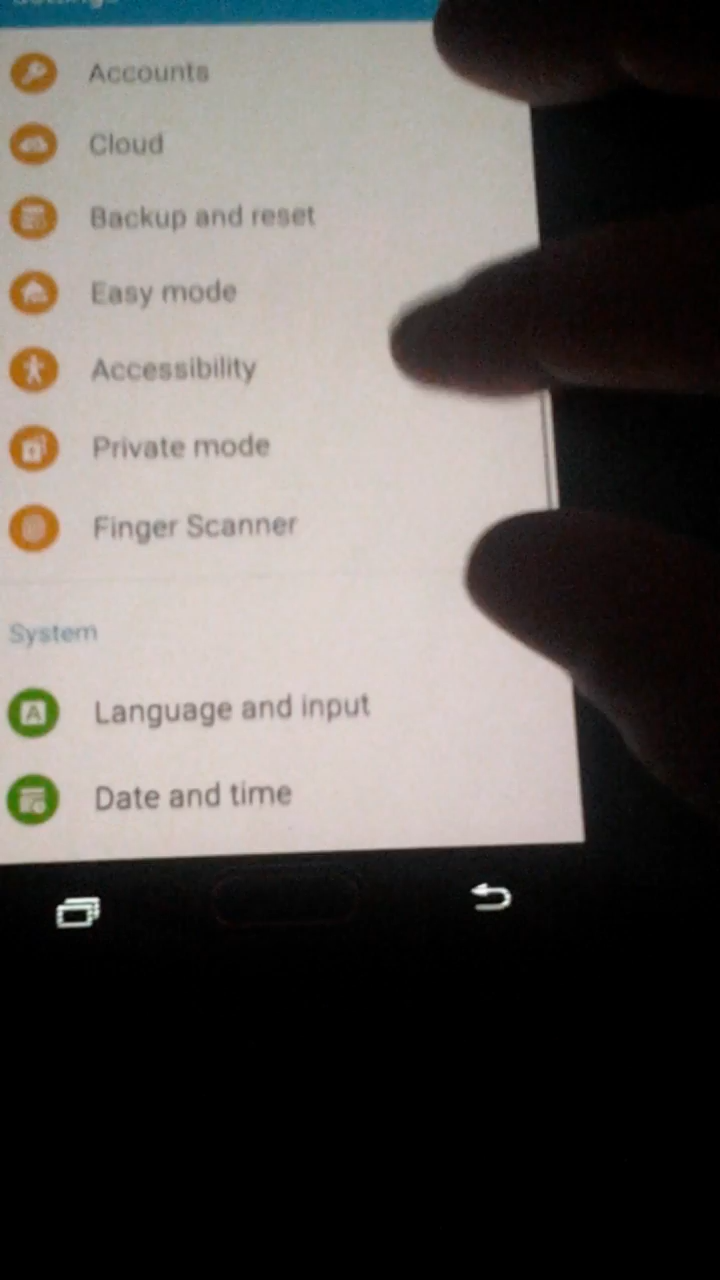 Settings
Accounts
Cloud
Backup and reset
Easy mode
Accessibility
Private mode
Finger Scanner
System
Language and input
A
Date and time